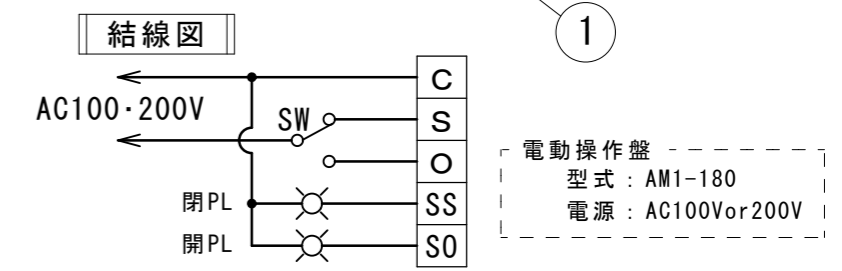 結線図
1
AC100・200V
SW
C
S
O
閉PL
SS
開PL
SO
電動操作盤
型式：AM1-180
電源：AC100Vor200V